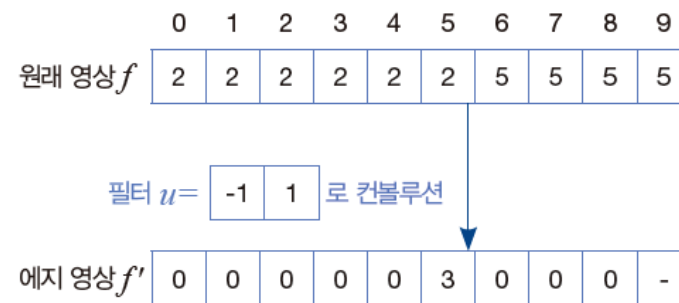 0 1 2 3 4 5 6 7 8 9
원래 영상 f 2 2 2 2 2 2 5 5 5 5
필터 u= -1 1 로 컨볼루션
에지 영상 f′ 0 0 0 0 0 3 0 0 0 -